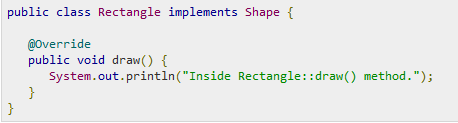 public class Rectangle implements Shape {
@Override
public void draw() {
System.out.println("Inside Rectangle::draw() method.");
}
}